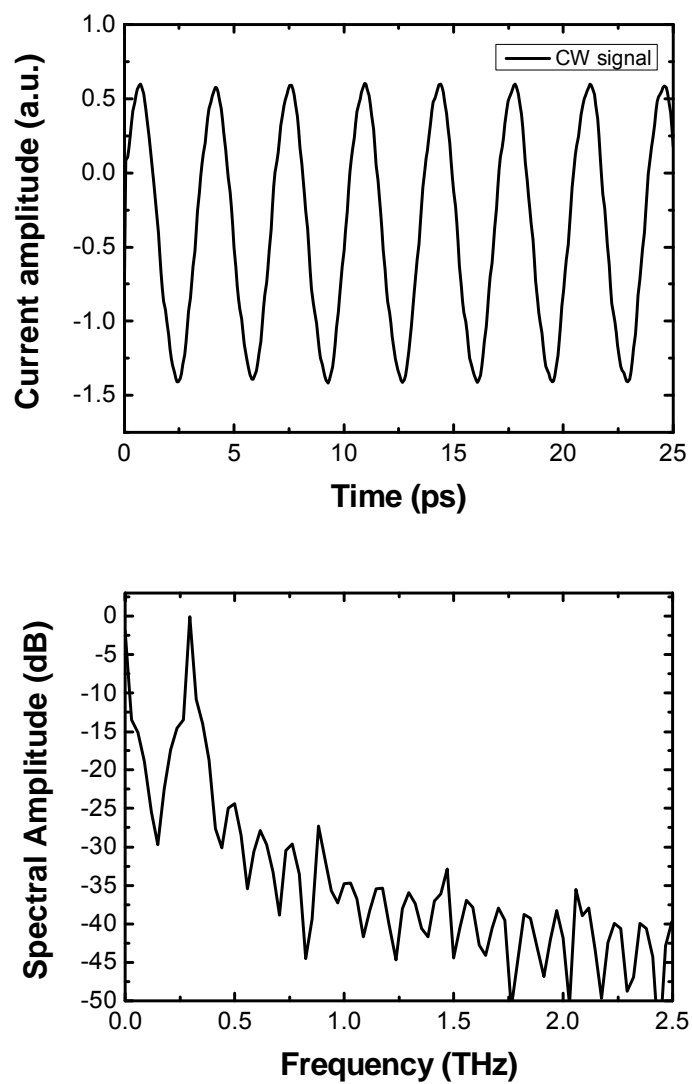 1.0
CW signal
0.5
0.0
-0.5
-1.0
-1.5
Current amplitude (a.u.)
0 5 10 15 20 25
Time (ps)
0
-5
-10
-15
-20
-25
-30
-35
-40
-45
-50
Spectral Amplitude (dB)
0.0 0.5 1.0 1.5 2.0 2.5
Frequency (THz)